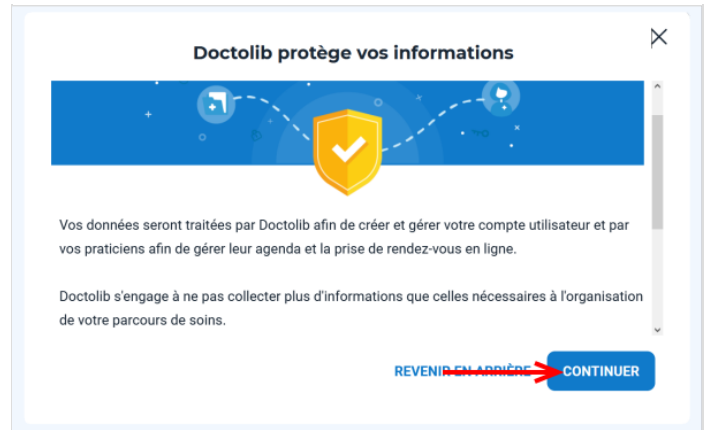 Doctolib protège vos informations
Vos données seront traitées par Doctolib afin de créer et gérer votre compte utilisateur et par
vos praticiens afin de gérer leur agenda et la prise de rendez-vous en ligne.
Doctolib s'engage à ne pas collecter plus d'informations que celles nécessaires à l'organisation
de votre parcours de soins.
REVENIR EN ARRIÈRE CONTINUER